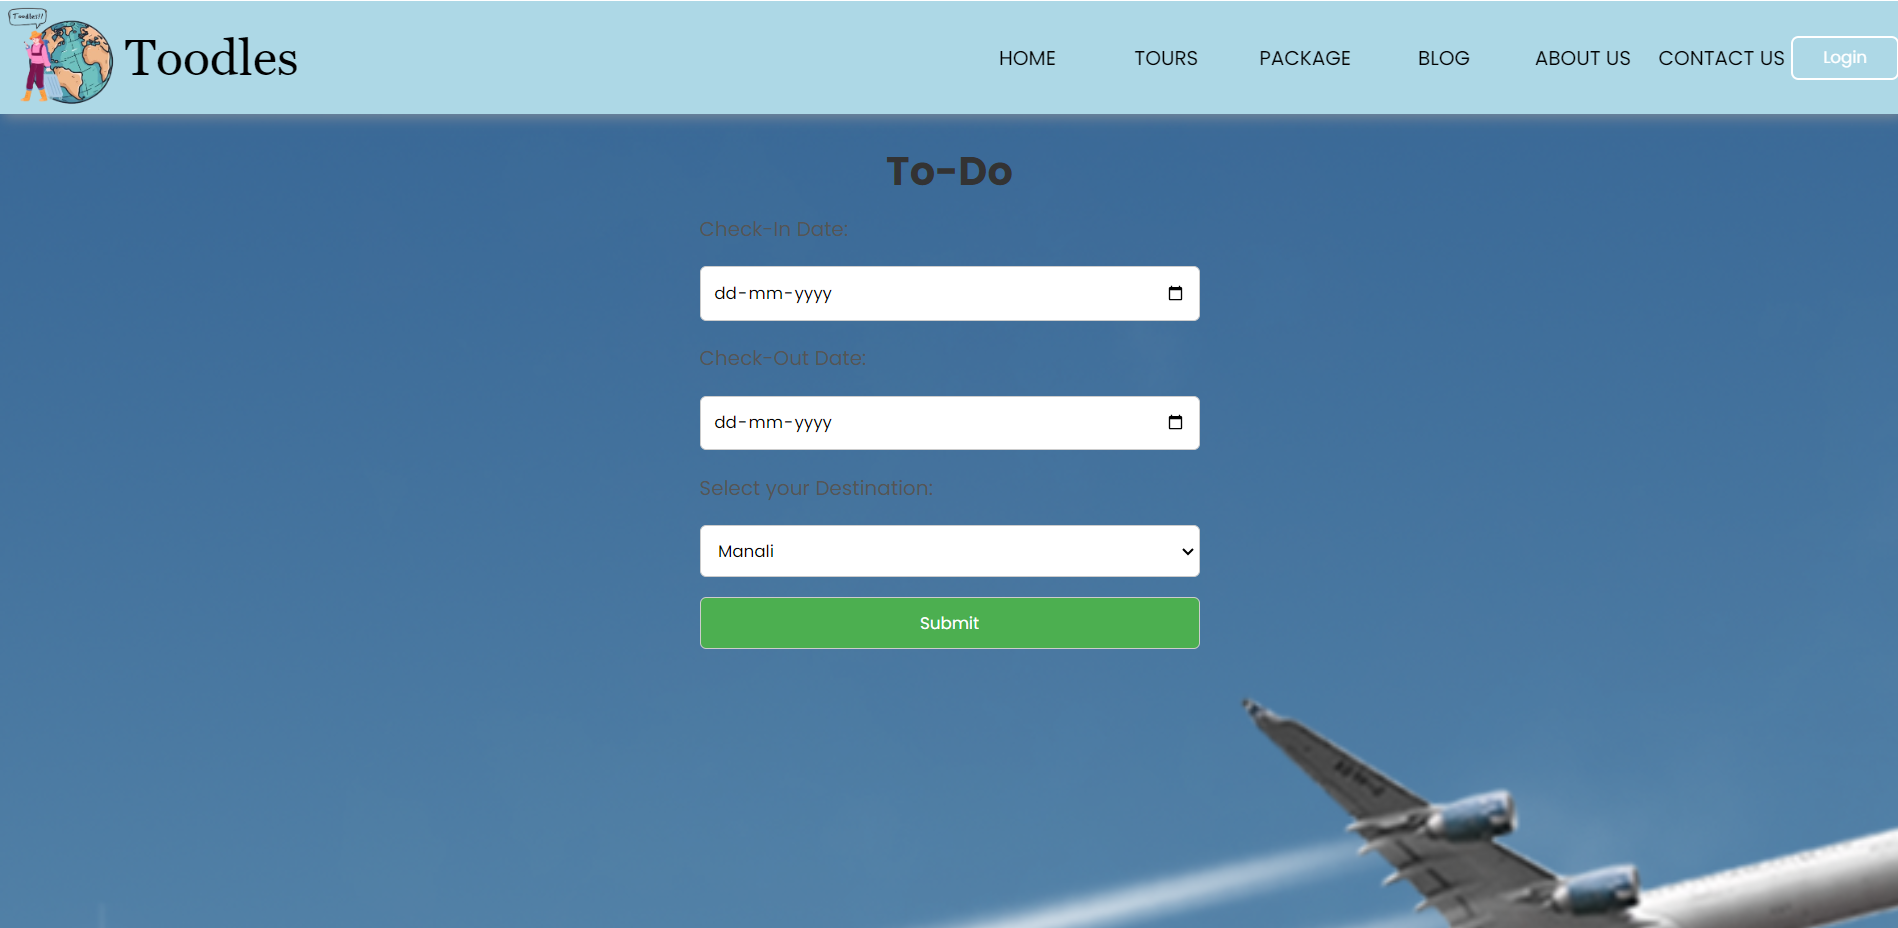 Toodles!!
Toodles
HOME TOURS PACKAGE BLOG ABOUT US CONTACT US Login
To-Do
Check-In Date:
dd-mm-yyyy
Check-Out Date:
dd-mm-yyyy
Select your Destination:
Manali
Submit